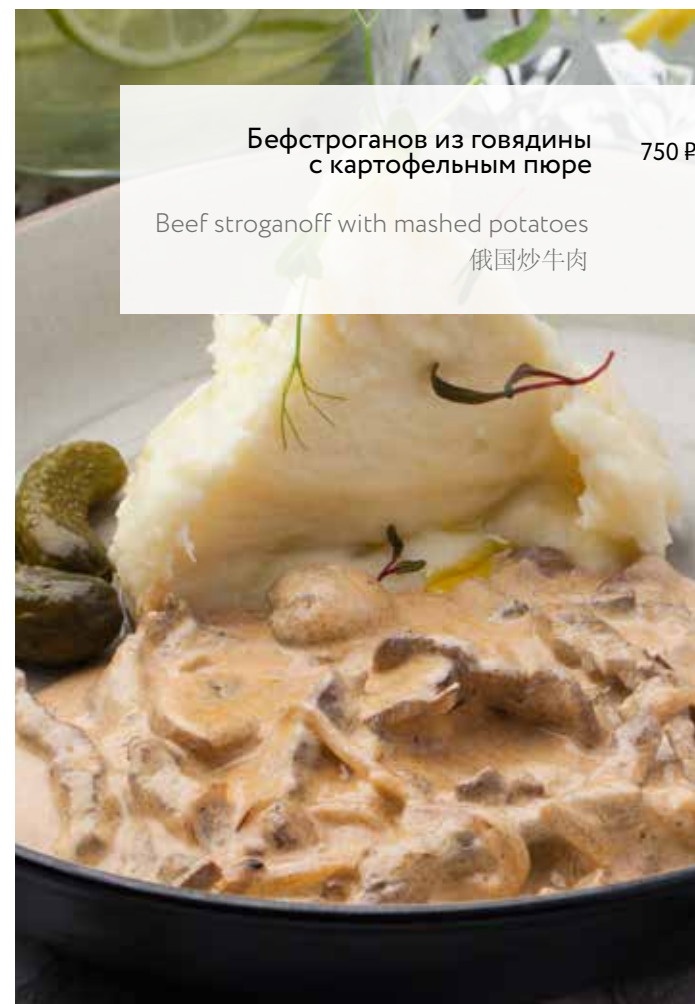 Бефстроганов из говядины
с картофельным пюре
750 ₽
Beef stroganoff with mashed potatoes
俄国炒牛肉